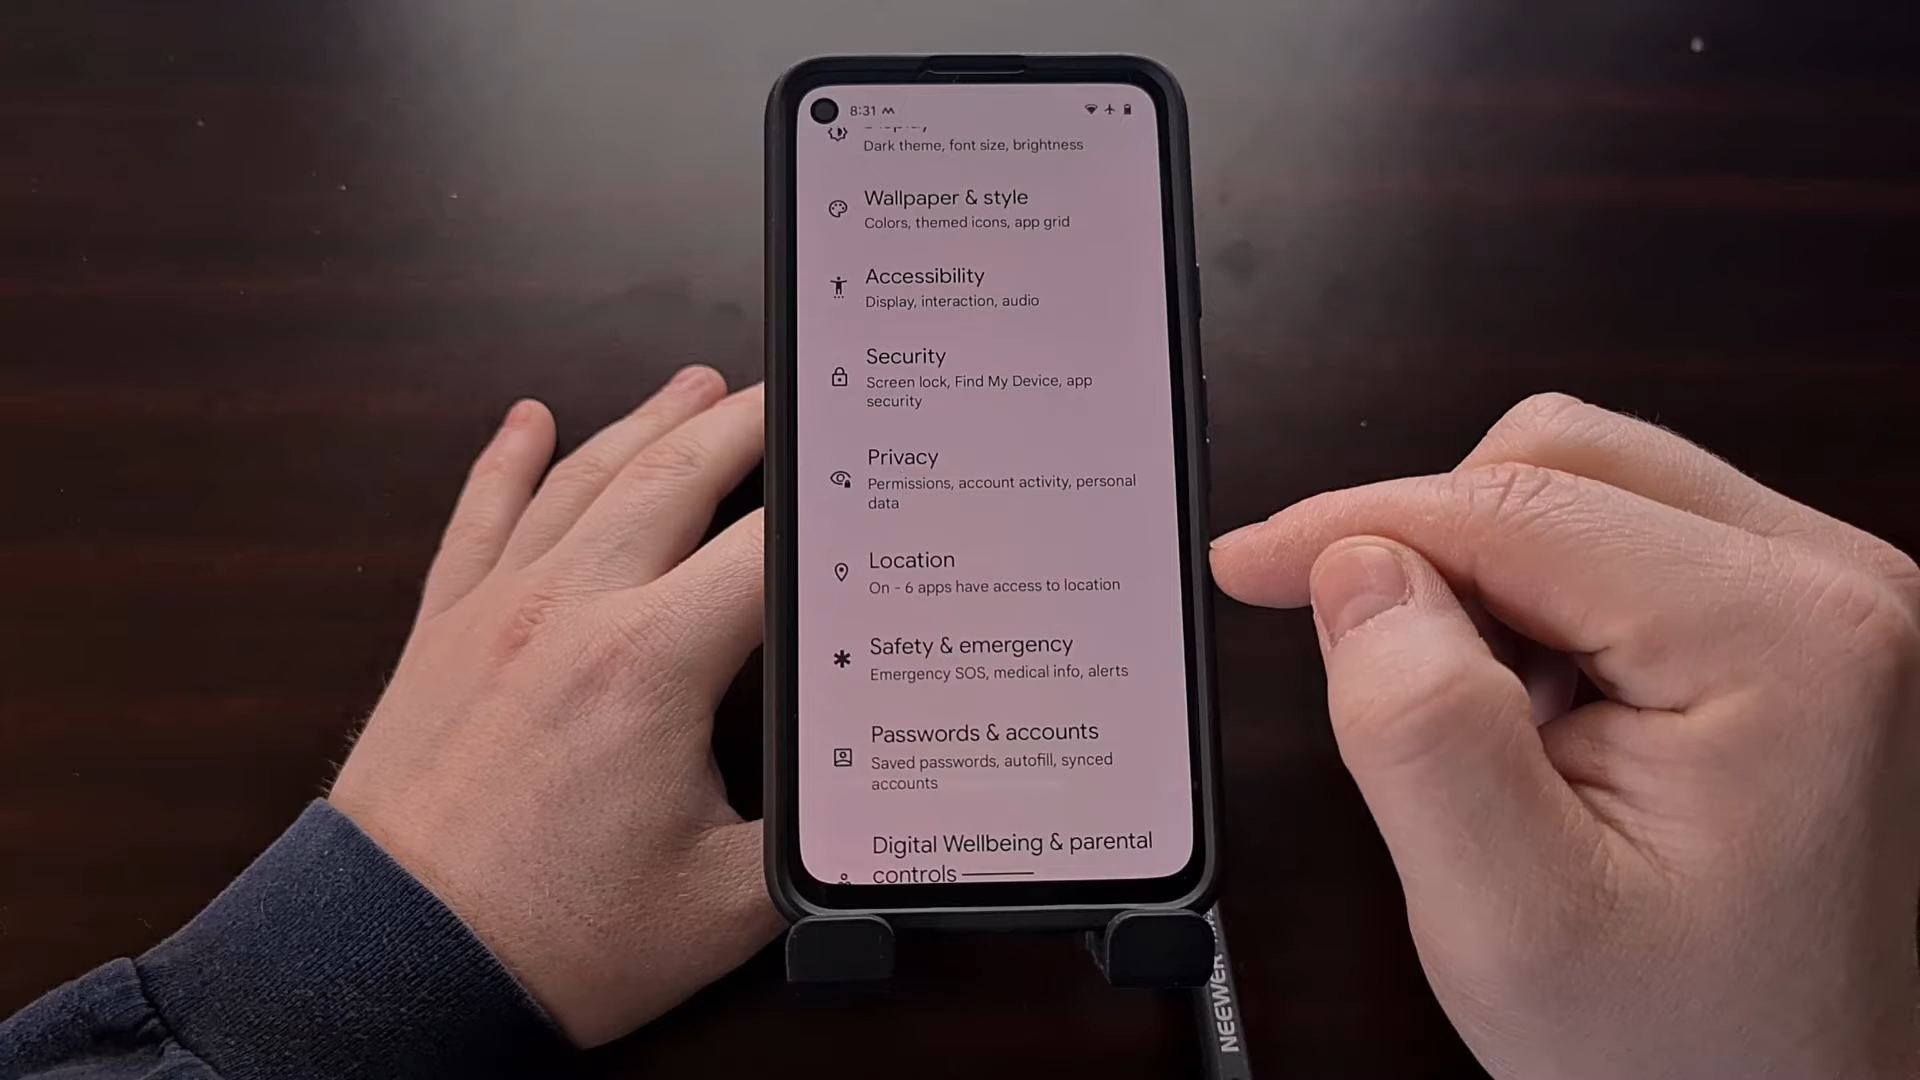 8:31
Dark theme, font size, brightness
Wallpaper & style
Colors, themed icons, app grid
Accessibility
Display, interaction, audio
Security
Screen lock, Find My Device, app
security
Privacy
Permissions, account activity, personal
data
Location
On - 6 apps have access to location
Safety & emergency
Emergency SOS, medical info, alerts
Passwords & accounts
Saved passwords, autofill, synced
accounts
Digital Wellbeing & parental
controls
NEEWER